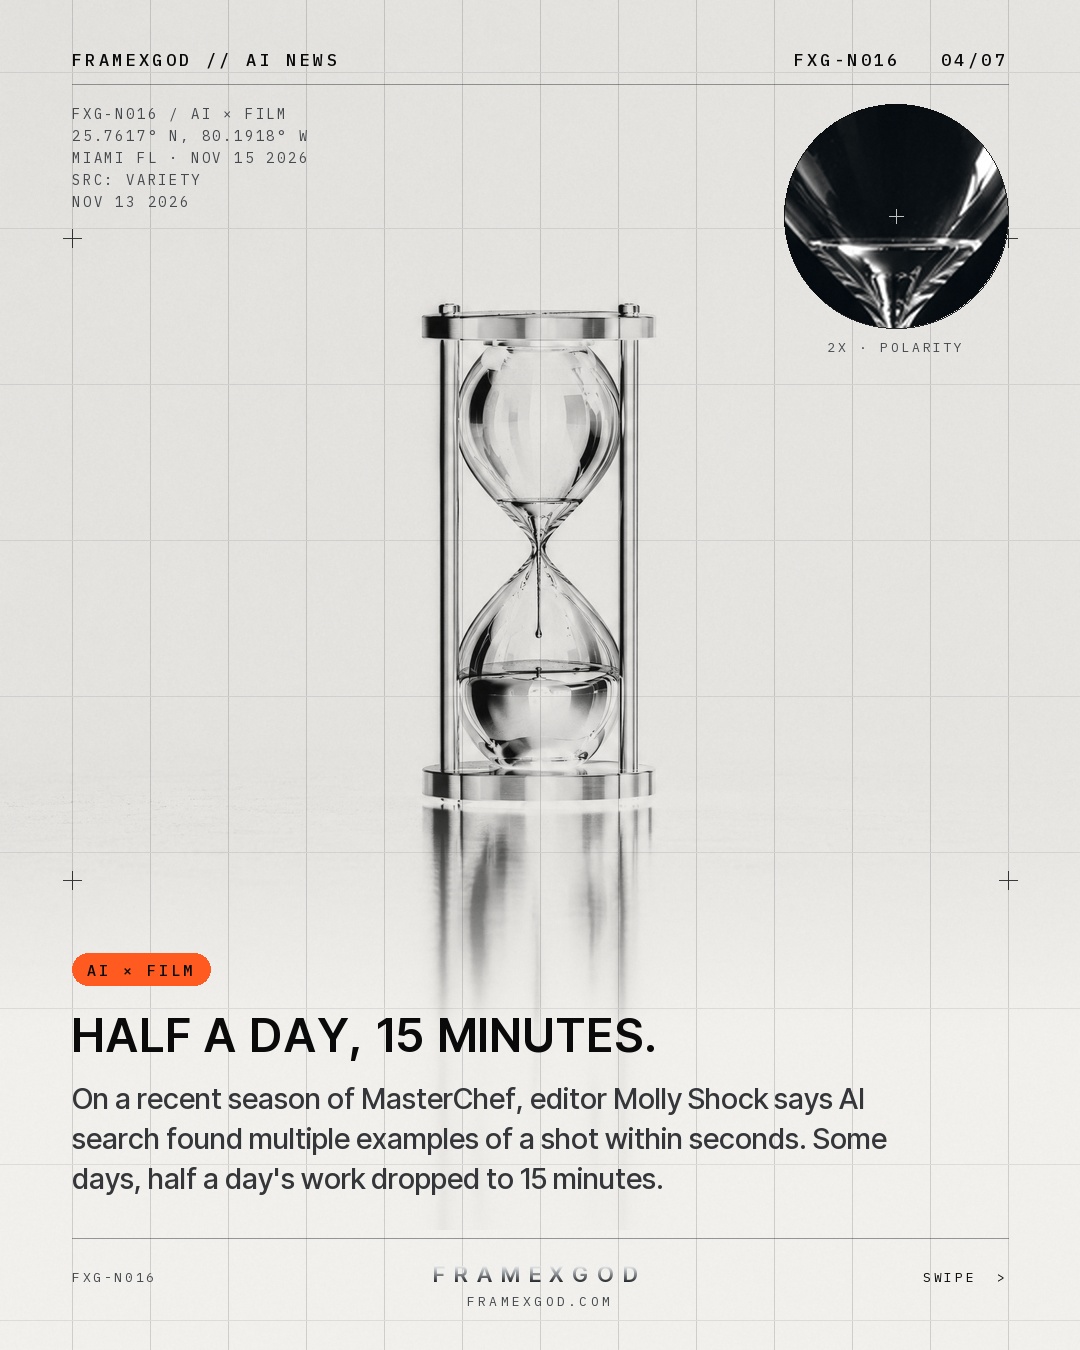 FRAMEXGOD // AI NEWS
FXG-N016 04/07
FXG-N016 / AI × FILM
25.7617° N, 80.1918° W
MIAMI FL · NOV 15 2026
SRC: VARIETY
NOV 13 2026
2X · POLARITY
AI × FILM
HALF A DAY, 15 MINUTES.
On a recent season of MasterChef, editor Molly Shock says AI
search found multiple examples of a shot within seconds. Some
days, half a day's work dropped to 15 minutes.
FXG-N016
FRAMEXGOD
FRAMEXGOD.COM
SWIPE >